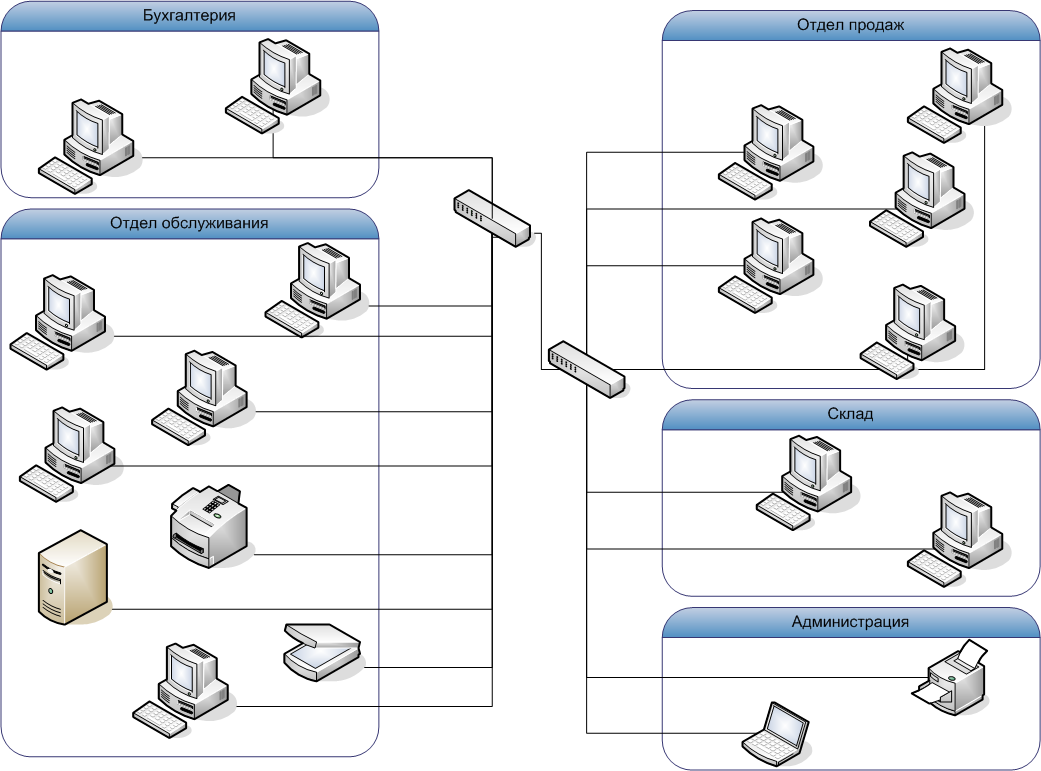 Бухгалтерия
Отдел продаж
Отдел обслуживания
Склад
Администрация